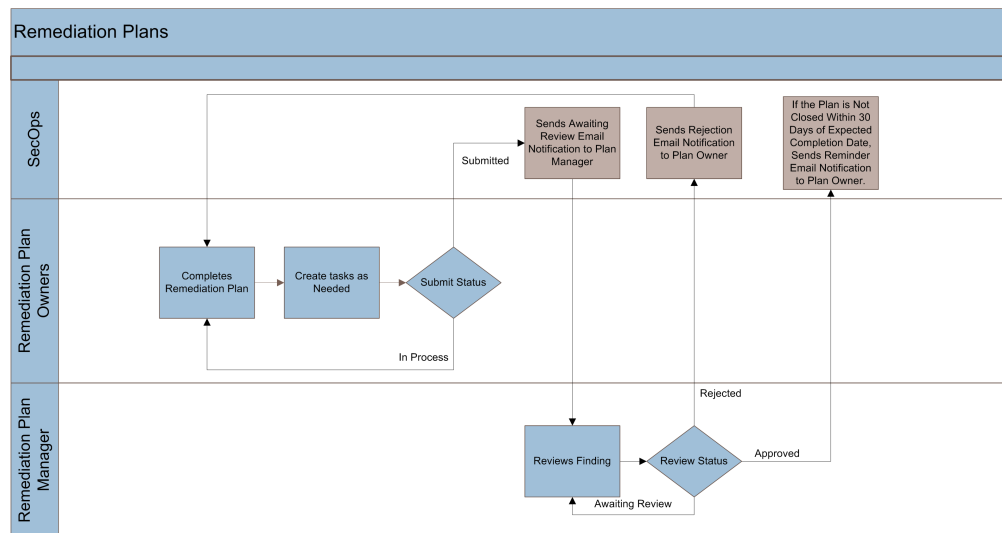 Remediation Plans
SecOps
Sends Awaiting
Review Email
Notification to Plan
Manager
Sends Rejection
Email Notification
to Plan Owner
If the Plan is Not
Closed Within 30
Days of Expected
Completion Date,
Sends Reminder
Email Notification
to Plan Owner.
Submitted
Remediation Plan
Owners
Completes
Remediation Plan
Create tasks as
Needed
Submit Status
In Process
Remediation Plan
Manager
Rejected
Reviews Finding
Review Status
Approved
Awaiting Review